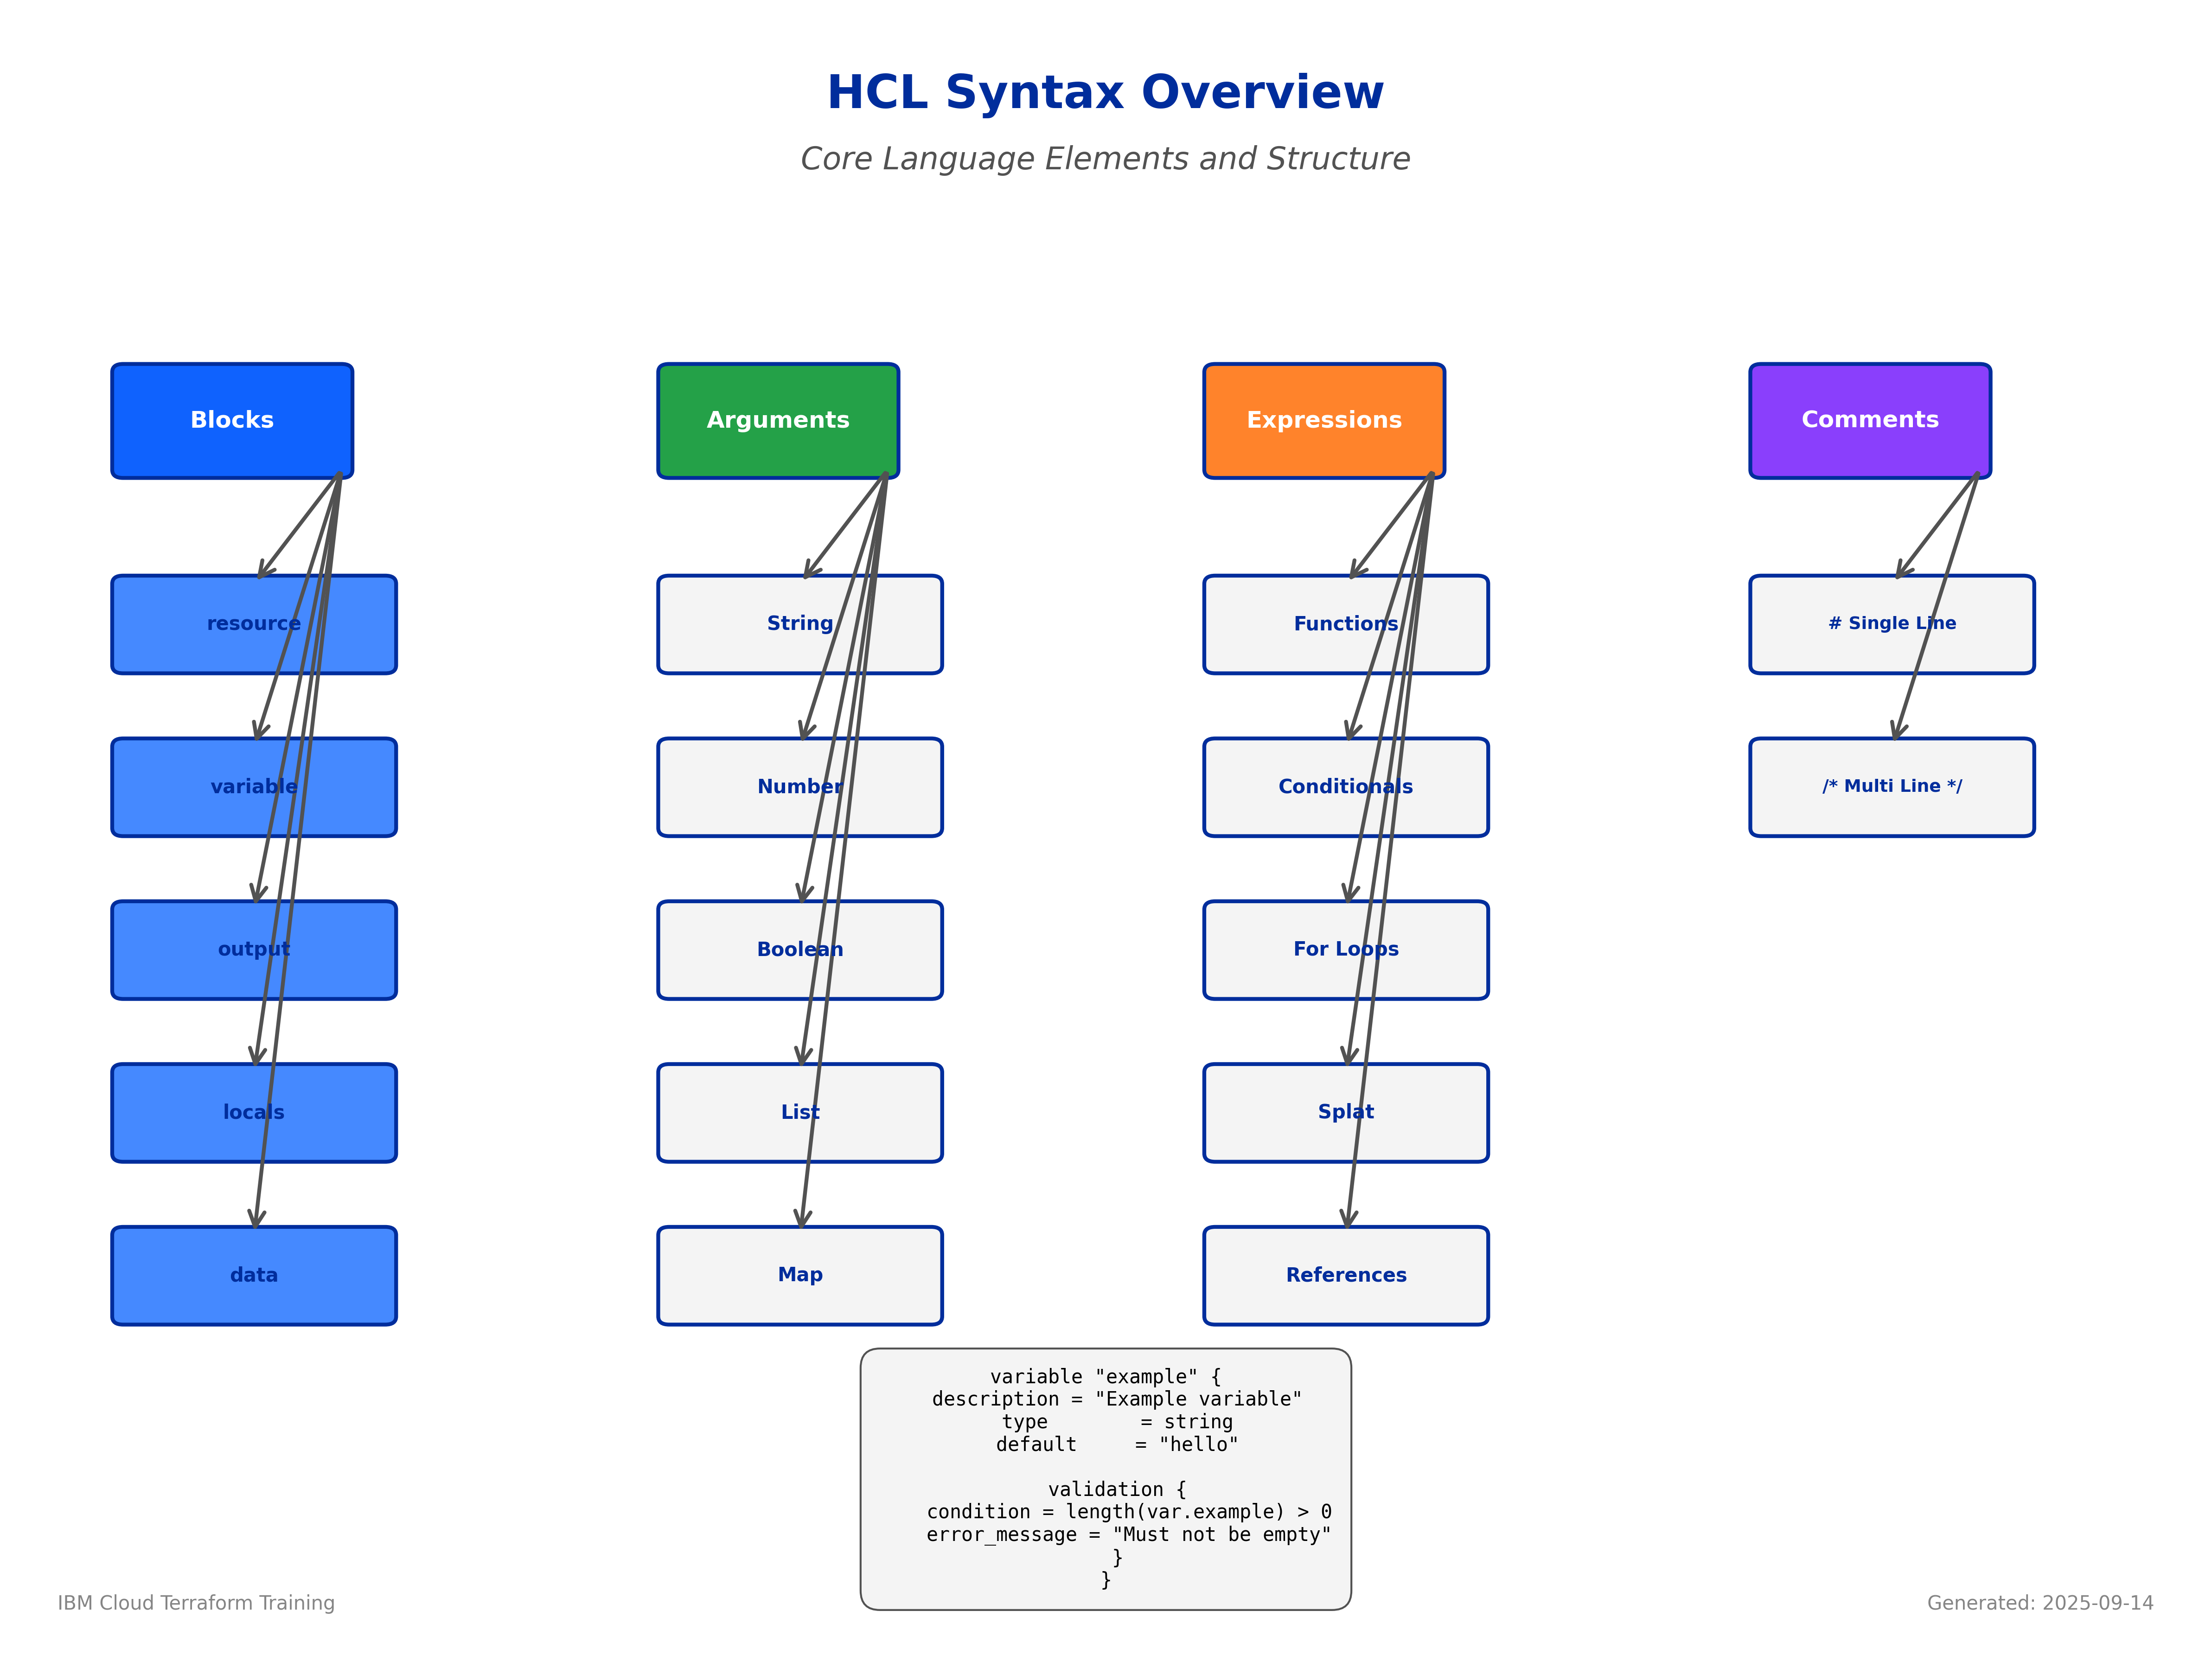 HCL Syntax Overview
Core Language Elements and Structure
Blocks
resource
variable
output
locals
data
Arguments
String
Number
Boolean
List
Map
Expressions
Functions
Conditionals
For Loops
Splat
References
Comments
# Single Line
/* Multi Line */
variable "example" {
description = "Example variable"
type        = string
default     = "hello"
validation {
condition = length(var.example) > 0
error_message = "Must not be empty"
}
}
IBM Cloud Terraform Training
Generated: 2025-09-14